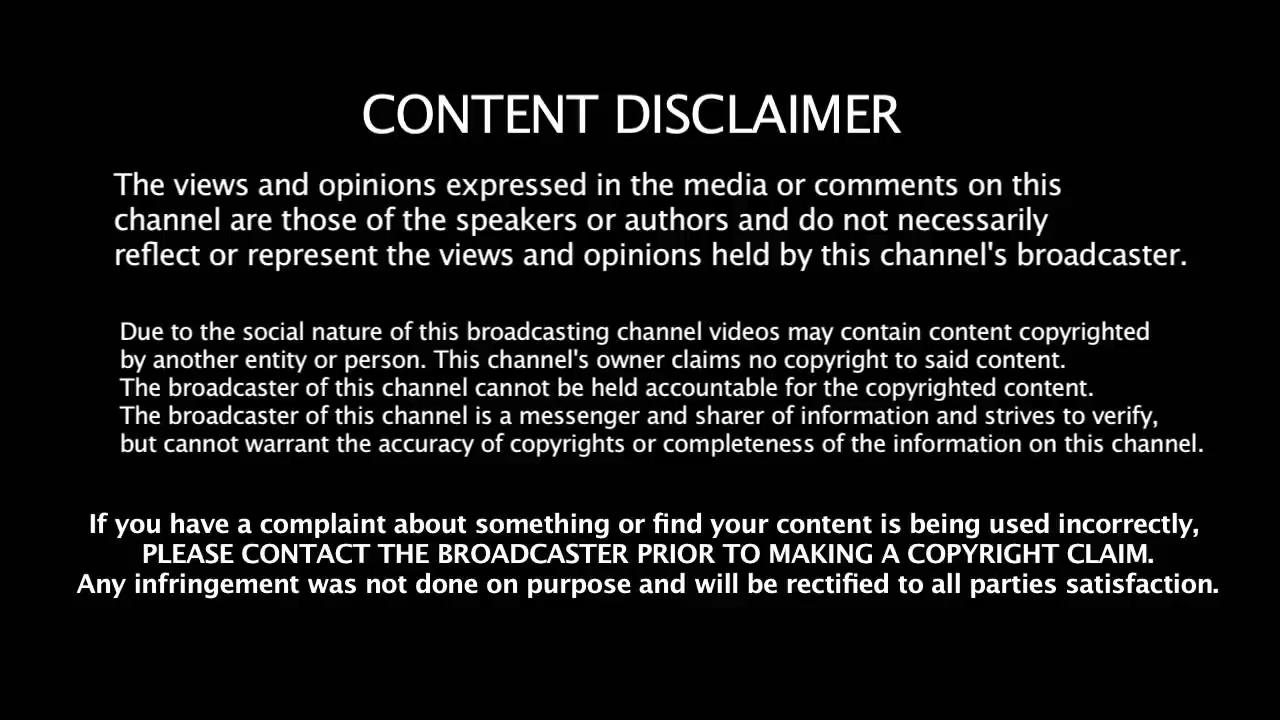 CONTENT DISCLAIMER
The views and opinions expressed in the media or comments on this
channel are those of the speakers or authors and do not necessarily
reflect or represent the views and opinions held by this channel's broadcaster.
Due to the social nature of this broadcasting channel videos may contain content copyrighted
by another entity or person. This channel's owner claims no copyright to said content.
The broadcaster of this channel cannot be held accountable for the copyrighted content.
The broadcaster of this channel is a messenger and sharer of information and strives to verify,
but cannot warrant the accuracy of copyrights or completeness of the information on this channel.
If you have a complaint about something or find your content is being used incorrectly,
PLEASE CONTACT THE BROADCASTER PRIOR TO MAKING A COPYRIGHT CLAIM.
Any infringement was not done on purpose and will be rectified to all parties satisfaction.